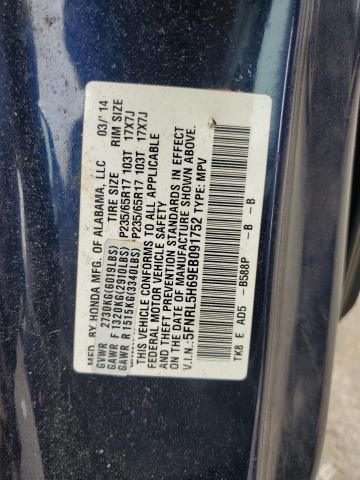 MFD. BY HONDA MFG. OF ALABAMA, LLC 03/'14
GVWR 2730KG(6019LBS) TIRE SIZE RIM SIZE
GAWR F 1320KG(2910LBS) P235/65R17 103T 17X7J
GAWR R 1515KG(3340LBS) P235/65R17 103T 17X7J
THIS VEHICLE CONFORMS TO ALL APPLICABLE
FEDERAL MOTOR VEHICLE SAFETY
AND THEFT PREVENTION STANDARDS IN EFFECT
ON THE DATE OF MANUFACTURE SHOWN ABOVE.
V.I.N.:5FNRL5H69EB091752 TYPE: MPV
TK8 E AD5 -B588P -B -B